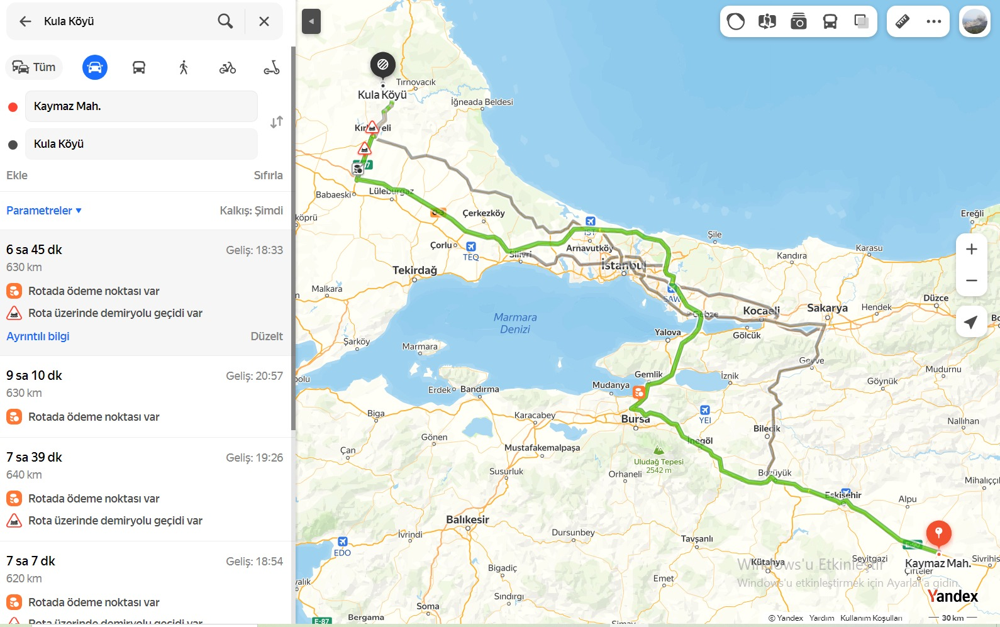 Kula Köyü
Tüm
Kaymaz Mah.
Kula Köyü
Ekle
Sıfırla
Parametreler
Kalkış: Şimdi
6 sa 45 dk
Geliş: 18:33
630 km
Rotada ödeme noktası var
Rota üzerinde demiryolu geçidi var
Ayrıntılı bilgi
Düzelt
9 sa 10 dk
Geliş: 20:57
630 km
Rotada ödeme noktası var
7 sa 39 dk
Geliş: 19:26
640 km
Rotada ödeme noktası var
Rota üzerinde demiryolu geçidi var
7 sa 7 dk
Geliş: 18:54
620 km
Rotada ödeme noktası var
Rota üzerinde demiryolu geçidi var
Tırnovacık
Kula Köyü
İğneada Beldesi
Babaeski
Lüleburgaz
köprü
Çerkezköy
Ereğli
Şile
Karasu
Çorlu
TEQ
Silivri
IST
Arnavutköy
Kandıra
İstanbul
Tekirdağ
Malkara
SAW
Düzce
Gebze
Kocaeli
Sakarya
Hendek
Marmara
Denizi
Yalova
Gölcük
Şarköy
Marmara
Geyve
Mudurnu
Gemlik
İznik
Göynük
Mudanya
Erdek
Bandırma
Biga
Karacabey
Bursa
YEI
Nallıhan
Gönen
Bilecik
İnegöl
Çan
Mustafakemalpaşa
Uludağ Tepesi
2542 m
Susurluk
Orhaneli
Bozüyük
Mihalıççıl
Eskişehir
Alpu
Balıkesir
İvrindi
Dursunbey
Tavşanlı
EDO
E-90
Kütahya
Seyitgazi
Kaymaz Mah.
Sivrihis
Çifteler
Bigadiç
Emet
Windows'u Etkinleştir
Windows'u etkinleştirmek için Ayarlar'a gidin.
Sındırgı
Soma
Bergama
E-87
Simav
Yandex
© Yandex
Yardım
Kullanım Koşulları
30 km